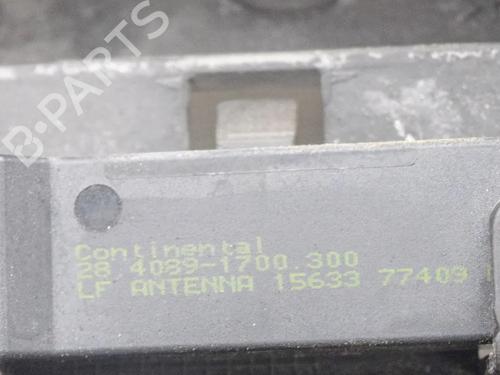 B-PARTS
Continental
28.4089-1700.300
LF ANTENNA 15633 77409